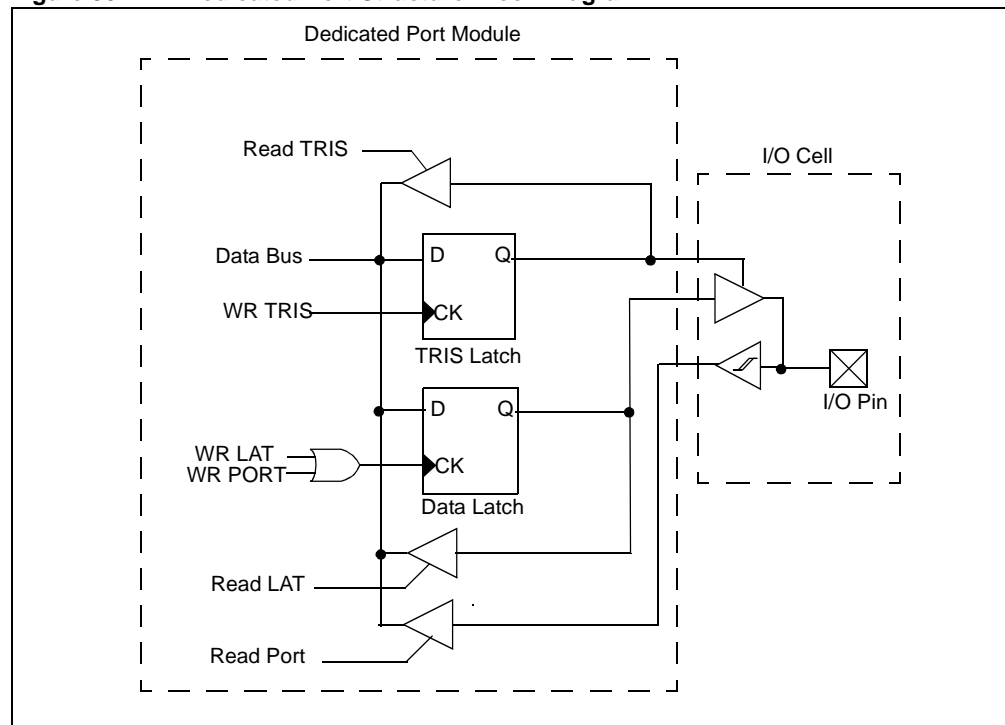 Dedicated Port Module
Read TRIS
I/O Cell
Data Bus
D Q
WR TRIS
CK
TRIS Latch
I/O Pin
D Q
WR LAT
WR PORT
CK
Data Latch
Read LAT
Read Port